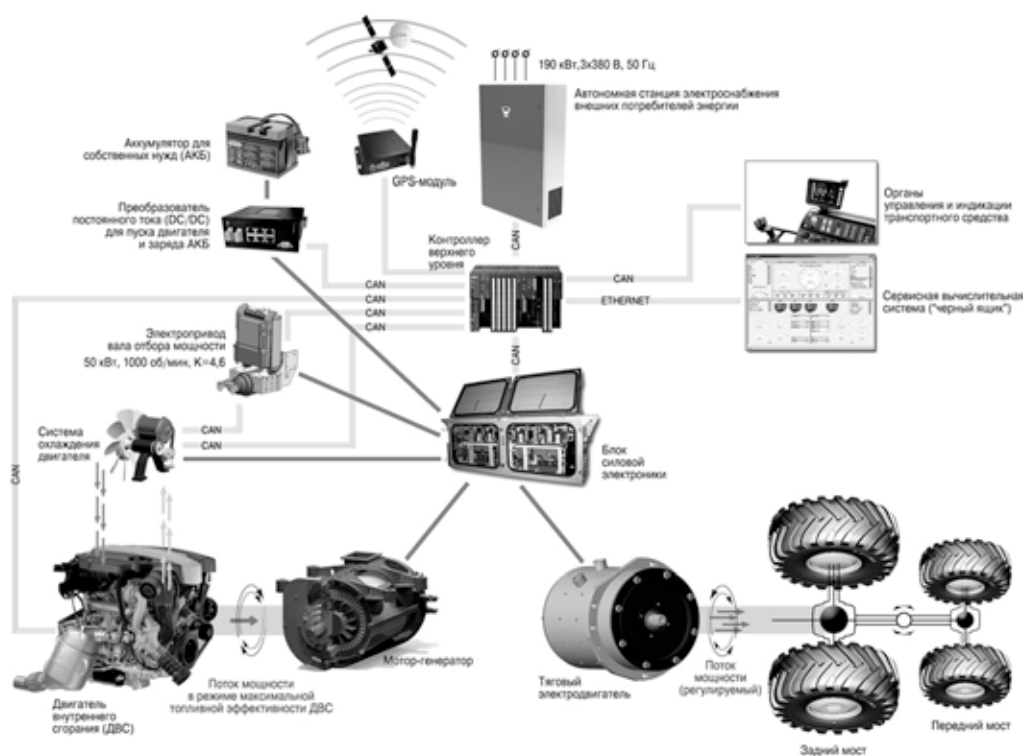 190 кВт,3х380 В, 50 Гц
Автономная станция электроснабжения
внешних потребителей энергии
Аккумулятор для
собственных нужд (АКБ)
GPS-модуль
Преобразователь
постоянного тока (DC/DC)
для пуска двигателя
и заряда АКБ
Органы
управления и индикации
транспортного средства
Контроллер
верхнего
уровня
CAN
CAN
CAN
CAN
CAN
CAN
ETHERNET
Сервисная вычислительная
система ("черный ящик")
Электропривод
вала отбора мощности
50 кВт, 1000 об/мин, К=4,6
CAN
Система
охлаждения
двигателя
CAN
CAN
CAN
Блок
силовой
электроники
Мотор-генератор
Поток мощности
в режиме максимальной
топливной эффективности ДВС
Двигатель
внутреннего
сгорания (ДВС)
Тяговый
электродвигатель
Поток
мощности
(регулируемый)
Передний мост
Задний мост